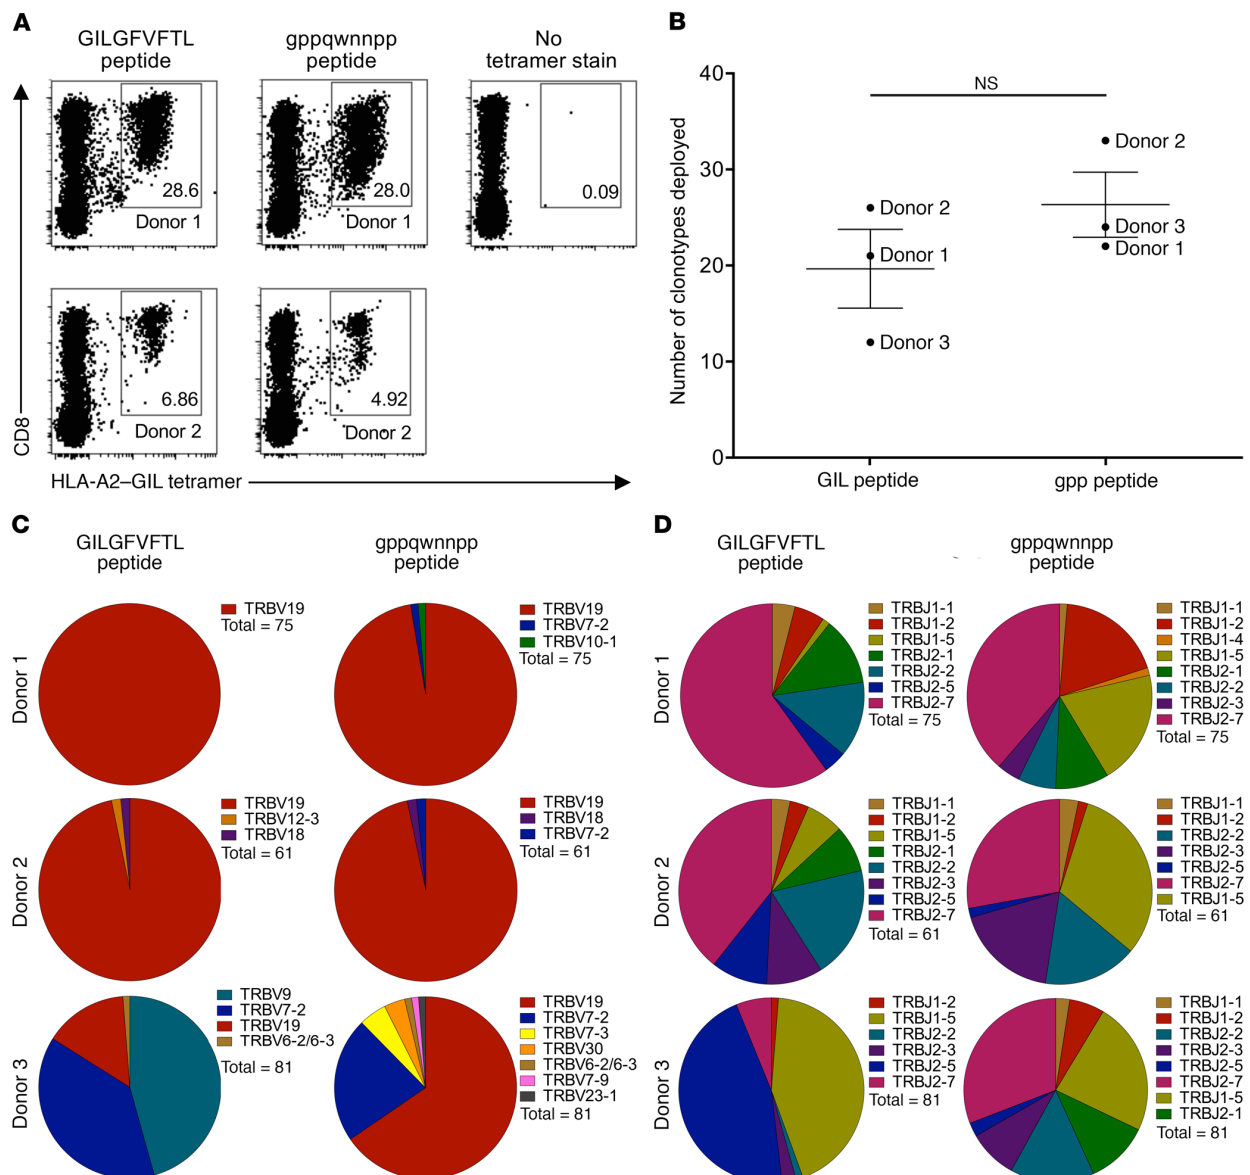 A
GILGFVFTL
peptide
gppqwnnpp
peptide
No
tetramer stain
28.6
Donor 1
28.0
Donor 1
0.09
6.86
Donor 2
4.92
Donor 2
CD8
HLA-A2–GIL tetramer
B
Number of clonotypes deployed
40
30
20
10
0
NS
Donor 2
Donor 1
Donor 3
Donor 2
Donor 3
Donor 1
GIL peptide
gpp peptide
C
GILGFVFTL
peptide
gppqwnnpp
peptide
Donor 1
TRBV19
Total = 75
TRBV19
TRBV7-2
TRBV10-1
Total = 75
Donor 2
TRBV19
TRBV12-3
TRBV18
Total = 61
TRBV19
TRBV18
TRBV7-2
Total = 61
Donor 3
TRBV9
TRBV7-2
TRBV19
TRBV6-2/6-3
Total = 81
TRBV19
TRBV7-2
TRBV7-3
TRBV30
TRBV6-2/6-3
TRBV7-9
TRBV23-1
Total = 81
D
GILGFVFTL
peptide
gppqwnnpp
peptide
Donor 1
TRBJ1-1
TRBJ1-2
TRBJ1-5
TRBJ2-1
TRBJ2-2
TRBJ2-5
TRBJ2-7
Total = 75
TRBJ1-1
TRBJ1-2
TRBJ1-4
TRBJ1-5
TRBJ2-1
TRBJ2-2
TRBJ2-3
TRBJ2-7
Total = 75
Donor 2
TRBJ1-1
TRBJ1-2
TRBJ1-5
TRBJ2-1
TRBJ2-2
TRBJ2-3
TRBJ2-5
TRBJ2-7
Total = 61
TRBJ1-1
TRBJ1-2
TRBJ2-2
TRBJ2-3
TRBJ2-5
TRBJ2-7
TRBJ1-5
Total = 61
Donor 3
TRBJ1-2
TRBJ1-5
TRBJ2-2
TRBJ2-3
TRBJ2-5
TRBJ2-7
Total = 81
TRBJ1-1
TRBJ1-2
TRBJ2-2
TRBJ2-3
TRBJ2-5
TRBJ2-7
TRBJ1-5
TRBJ2-1
Total = 81